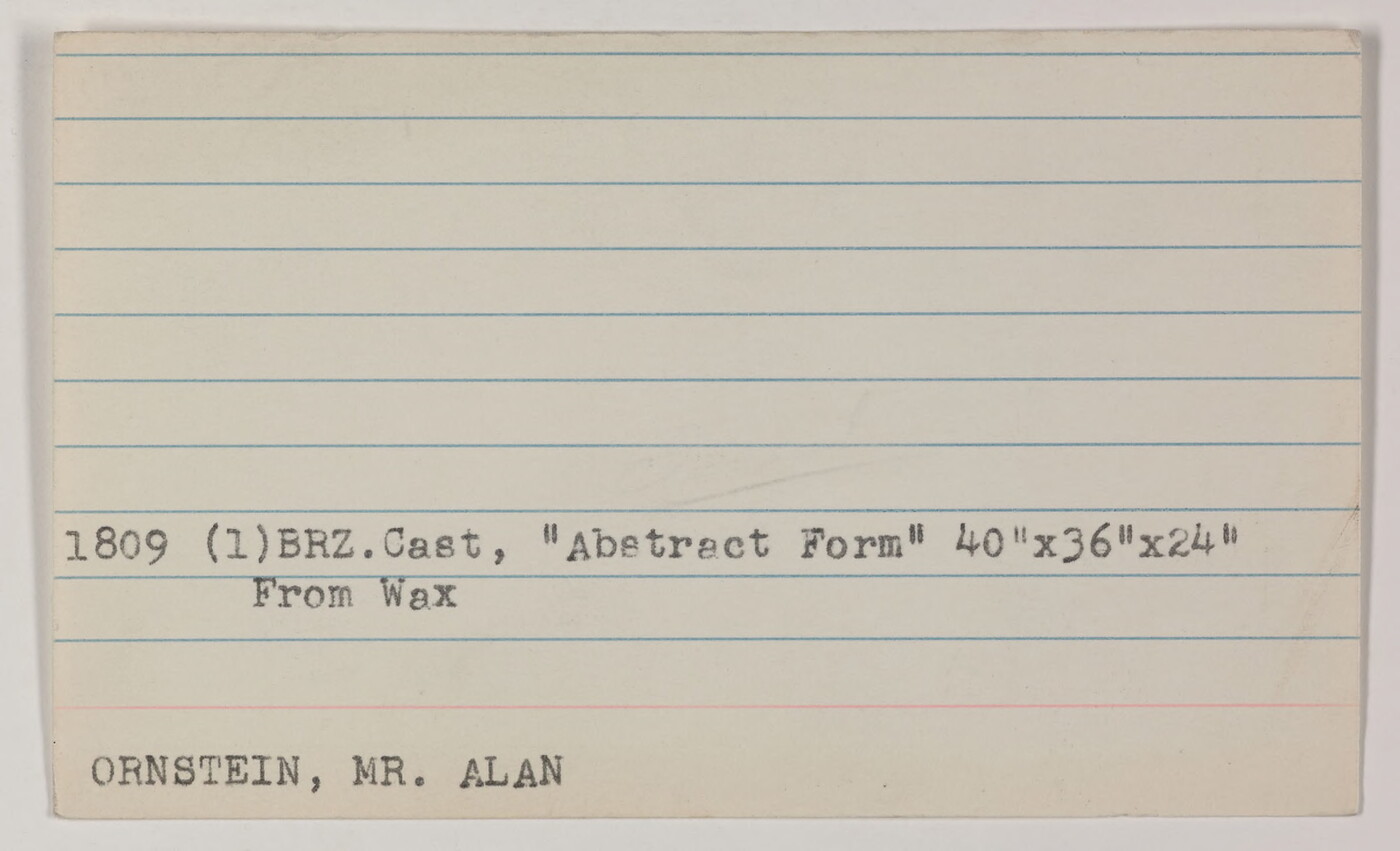 1809 (1)BRZ.Cast, "Abstract Form" 40"x36"x24"
From Wax
ORNSTEIN, MR. ALAN